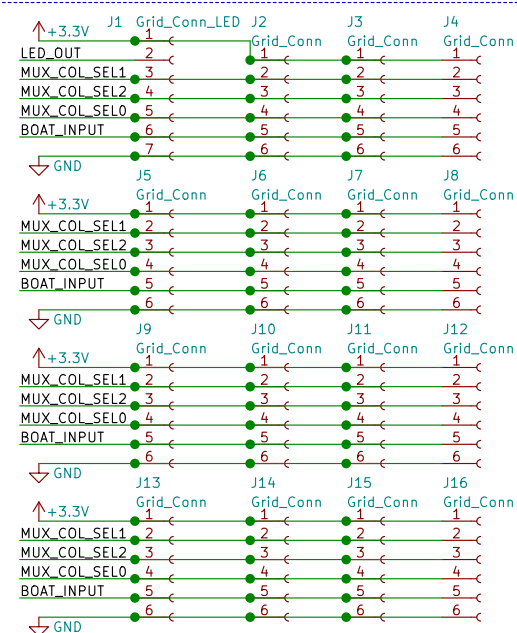 J1 Grid_Conn_LED J2 J3 J4
+3.3V 1 Grid_Conn Grid_Conn Grid_Conn
LED_OUT 2 1 1 1
MUX_COL_SEL1 3 2 2 2
MUX_COL_SEL2 4 3 3 3
MUX_COL_SEL0 5 4 4 4
BOAT_INPUT 6 5 5 5
7 6 6 6
GND
J5 J6 J7 J8
Grid_Conn Grid_Conn Grid_Conn Grid_Conn
+3.3V 1 1 1 1
MUX_COL_SEL1 2 2 2 2
MUX_COL_SEL2 3 3 3 3
MUX_COL_SEL0 4 4 4 4
BOAT_INPUT 5 5 5 5
6 6 6 6
GND
J9 J10 J11 J12
Grid_Conn Grid_Conn Grid_Conn Grid_Conn
+3.3V 1 1 1 1
MUX_COL_SEL1 2 2 2 2
MUX_COL_SEL2 3 3 3 3
MUX_COL_SEL0 4 4 4 4
BOAT_INPUT 5 5 5 5
6 6 6 6
GND
J13 J14 J15 J16
Grid_Conn Grid_Conn Grid_Conn Grid_Conn
+3.3V 1 1 1 1
MUX_COL_SEL1 2 2 2 2
MUX_COL_SEL2 3 3 3 3
MUX_COL_SEL0 4 4 4 4
BOAT_INPUT 5 5 5 5
6 6 6 6
GND